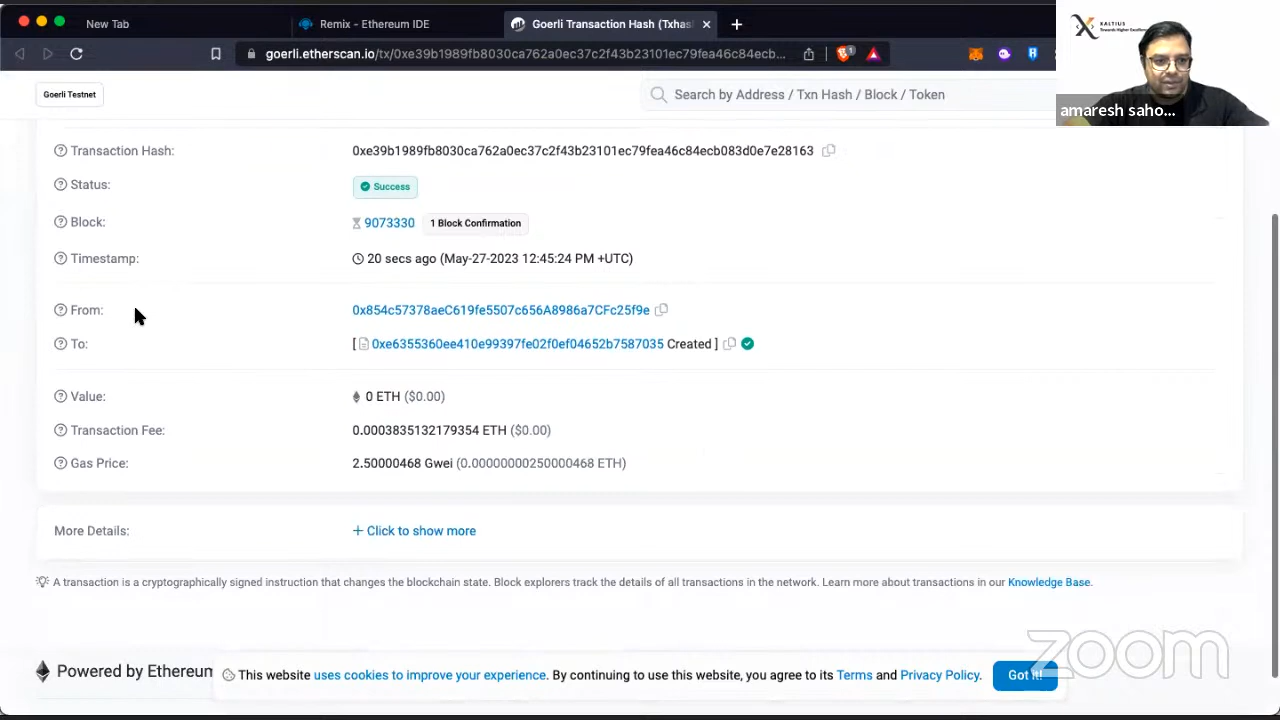 New Tab
Remix - Ethereum IDE
Goerli Transaction Hash (Txhas
goerli.etherscan.io/tx/0xe39b1989fb8030ca762a0ec37c2f43b23101ec79fea46c84ecb...
XALTIUS
Towards Higher Excellence
amaresh saho...
Goerli Testnet
Search by Address / Txn Hash / Block / Token
Transaction Hash: 0xe39b1989fb8030ca762a0ec37c2f43b23101ec79fea46c84ecb083d0e7e28163
Status: Success
Block: 9073330 1 Block Confirmation
Timestamp: 20 secs ago (May-27-2023 12:45:24 PM +UTC)
From: 0x854c57378aeC619fe5507c656A8986a7CFc25f9e
To: [ 0xe6355360ee410e99397fe02f0ef04652b7587035 Created ]
Value: 0 ETH ($0.00)
Transaction Fee: 0.0003835132179354 ETH ($0.00)
Gas Price: 2.50000468 Gwei (0.00000000250000468 ETH)
More Details: + Click to show more
A transaction is a cryptographically signed instruction that changes the blockchain state. Block explorers track the details of all transactions in the network. Learn more about transactions in our Knowledge Base.
Powered by Ethereum
This website uses cookies to improve your experience. By continuing to use this website, you agree to its Terms and Privacy Policy.
Got it!
zoom